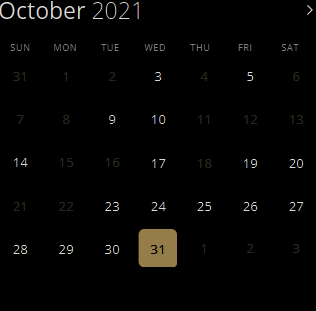 October 2021
SUN MON TUE WED THU FRI SAT
31 1 2 3 4 5 6
7 8 9 10 11 12 13
14 15 16 17 18 19 20
21 22 23 24 25 26 27
28 29 30 31 1 2 3